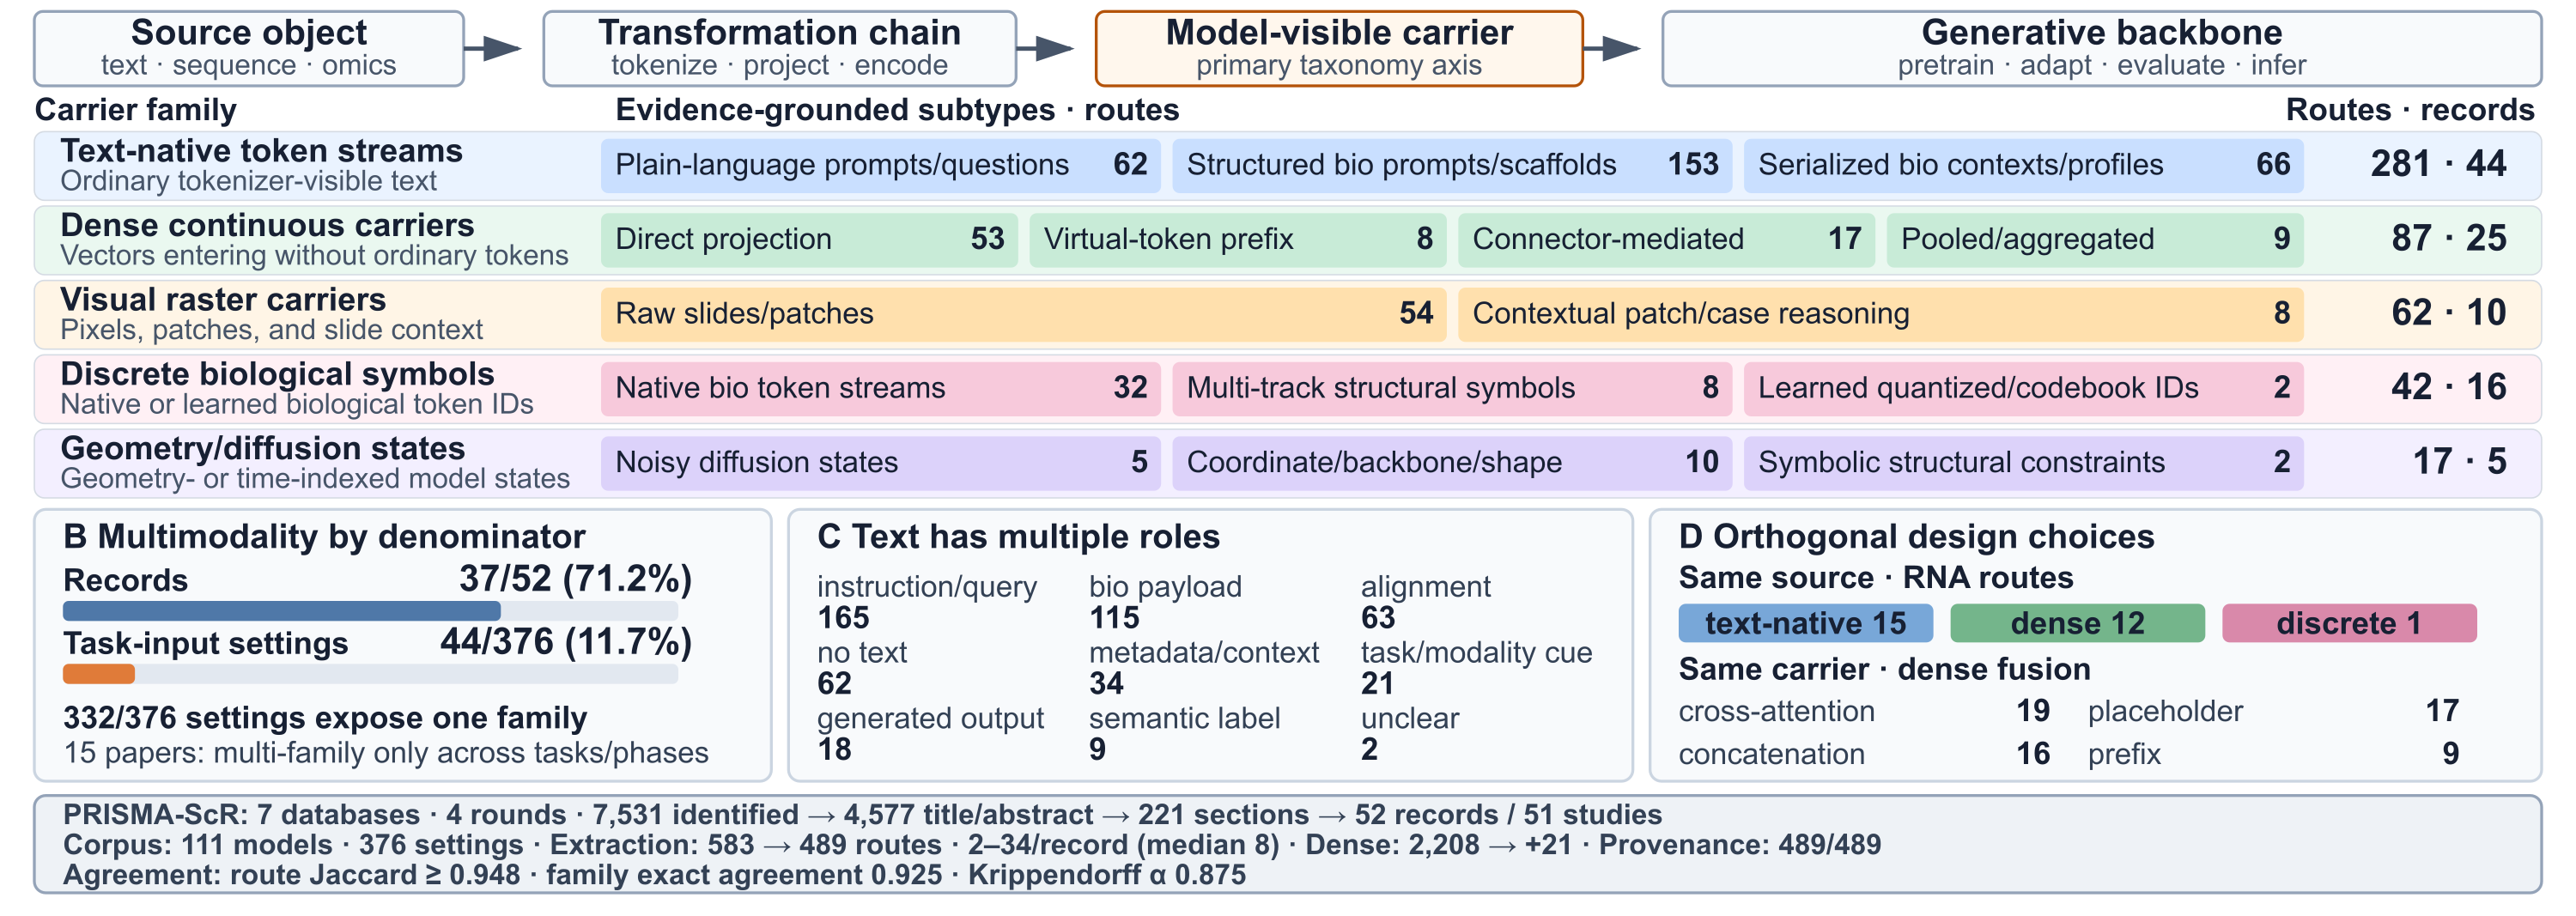 Source object
text · sequence · omics
Transformation chain
tokenize · project · encode
Model-visible carrier
primary taxonomy axis
Generative backbone
pretrain · adapt · evaluate · infer
Carrier family
Evidence-grounded subtypes · routes
Routes · records
Text-native token streams
Ordinary tokenizer-visible text
Plain-language prompts/questions 62
Structured bio prompts/scaffolds 153
Serialized bio contexts/profiles 66
281 · 44
Dense continuous carriers
Vectors entering without ordinary tokens
Direct projection 53
Virtual-token prefix 8
Connector-mediated 17
Pooled/aggregated 9
87 · 25
Visual raster carriers
Pixels, patches, and slide context
Raw slides/patches 54
Contextual patch/case reasoning 8
62 · 10
Discrete biological symbols
Native or learned biological token IDs
Native bio token streams 32
Multi-track structural symbols 8
Learned quantized/codebook IDs 2
42 · 16
Geometry/diffusion states
Geometry- or time-indexed model states
Noisy diffusion states 5
Coordinate/backbone/shape 10
Symbolic structural constraints 2
17 · 5
B Multimodality by denominator
Records 37/52 (71.2%)
Task-input settings 44/376 (11.7%)
332/376 settings expose one family
15 papers: multi-family only across tasks/phases
C Text has multiple roles
instruction/query bio payload alignment
165 115 63
no text metadata/context task/modality cue
62 34 21
generated output semantic label unclear
18 9 2
D Orthogonal design choices
Same source · RNA routes
text-native 15 dense 12 discrete 1
Same carrier · dense fusion
cross-attention 19 placeholder 17
concatenation 16 prefix 9
PRISMA-ScR: 7 databases · 4 rounds · 7,531 identified → 4,577 title/abstract → 221 sections → 52 records / 51 studies
Corpus: 111 models · 376 settings · Extraction: 583 → 489 routes · 2–34/record (median 8) · Dense: 2,208 → +21 · Provenance: 489/489
Agreement: route Jaccard ≥ 0.948 · family exact agreement 0.925 · Krippendorff α 0.875